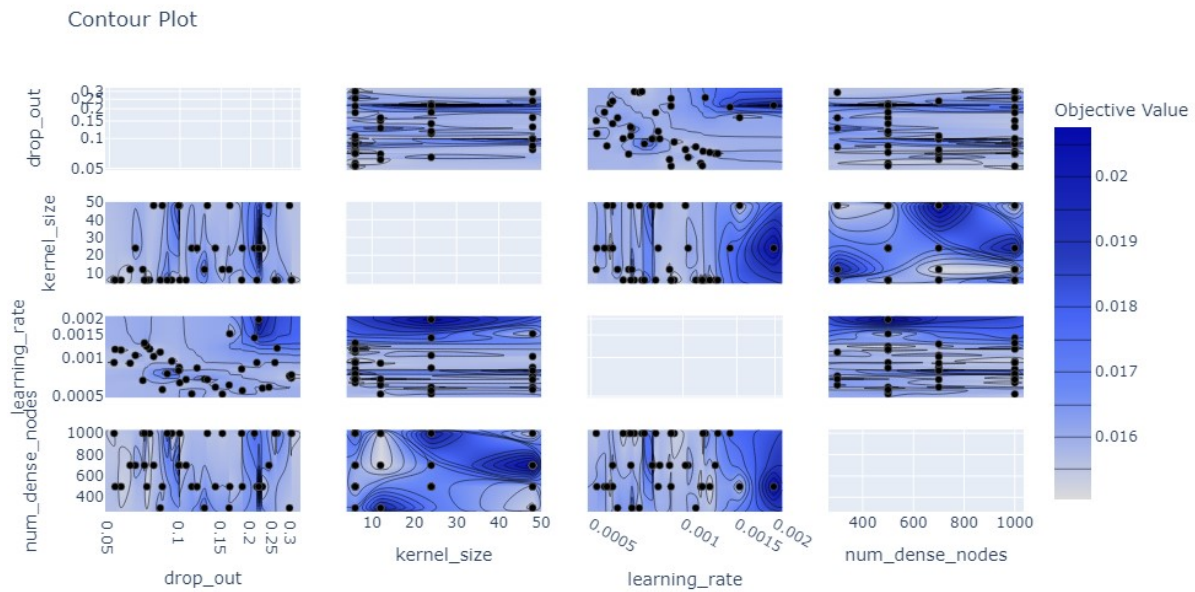 Contour Plot
Objective Value
0.02
0.019
0.018
0.017
0.016
drop_out
0.3
0.25
0.2
0.15
0.1
0.05
kernel_size
50
40
30
20
10
learning_rate
0.002
0.0015
0.001
0.0005
num_dense_nodes
1000
800
600
400
0.05 0.1 0.15 0.2 0.25 0.3
10 20 30 40 50
0.0005 0.001 0.0015 0.002
400 600 800 1000
drop_out
kernel_size
learning_rate
num_dense_nodes